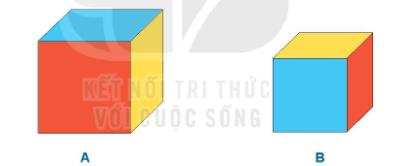 KẾT NỐI TRI THỨC
VỚI CUỘC SỐNG
A
B